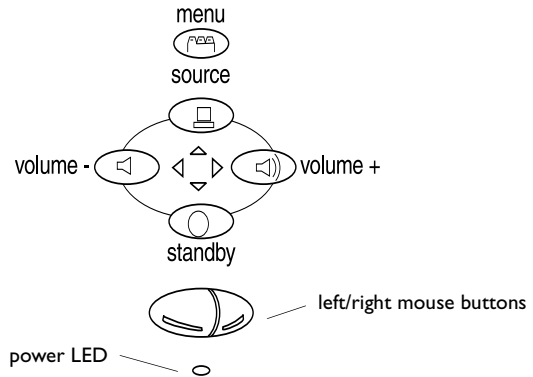 menu
source
volume -
volume +
standby
left/right mouse buttons
power LED